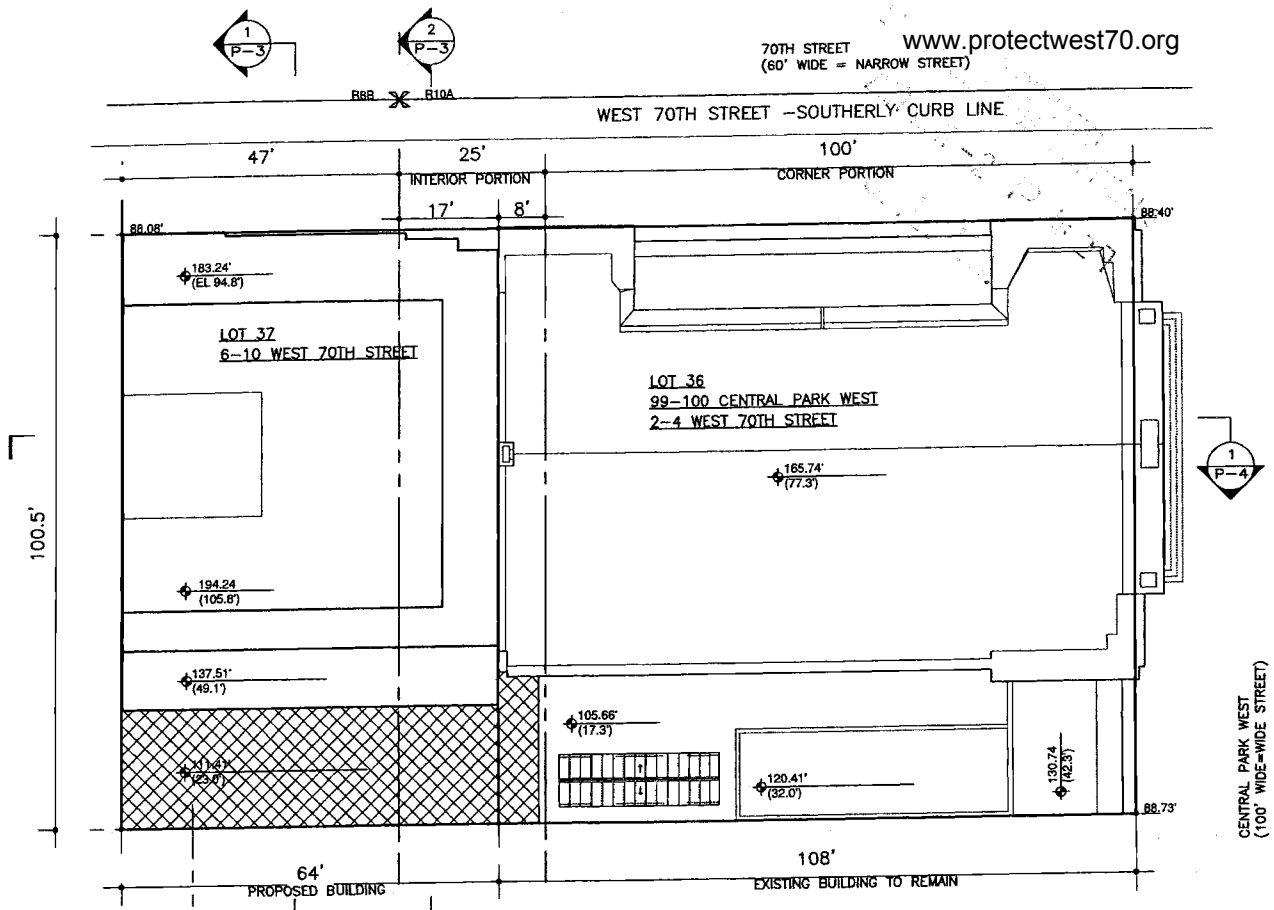 1
P-3
2
P-3
70TH STREET
(60' WIDE = NARROW STREET)
www.protectwest70.org
R8B R10A
WEST 70TH STREET -SOUTHERLY CURB LINE
47'
25'
100'
INTERIOR PORTION
CORNER PORTION
17'
8'
88.08'
88.40'
183.24'
(EL 94.8')
LOT 37
6-10 WEST 70TH STREET
LOT 36
99-100 CENTRAL PARK WEST
2-4 WEST 70TH STREET
1
P-4
165.74'
(77.3')
100.5'
194.24
(105.8')
137.51'
(49.1')
105.66'
(17.3')
111.41'
(23.0')
120.41'
(32.0')
130.74
(42.3')
88.73'
CENTRAL PARK WEST
(100' WIDE=WIDE STREET)
64'
108'
PROPOSED BUILDING
EXISTING BUILDING TO REMAIN